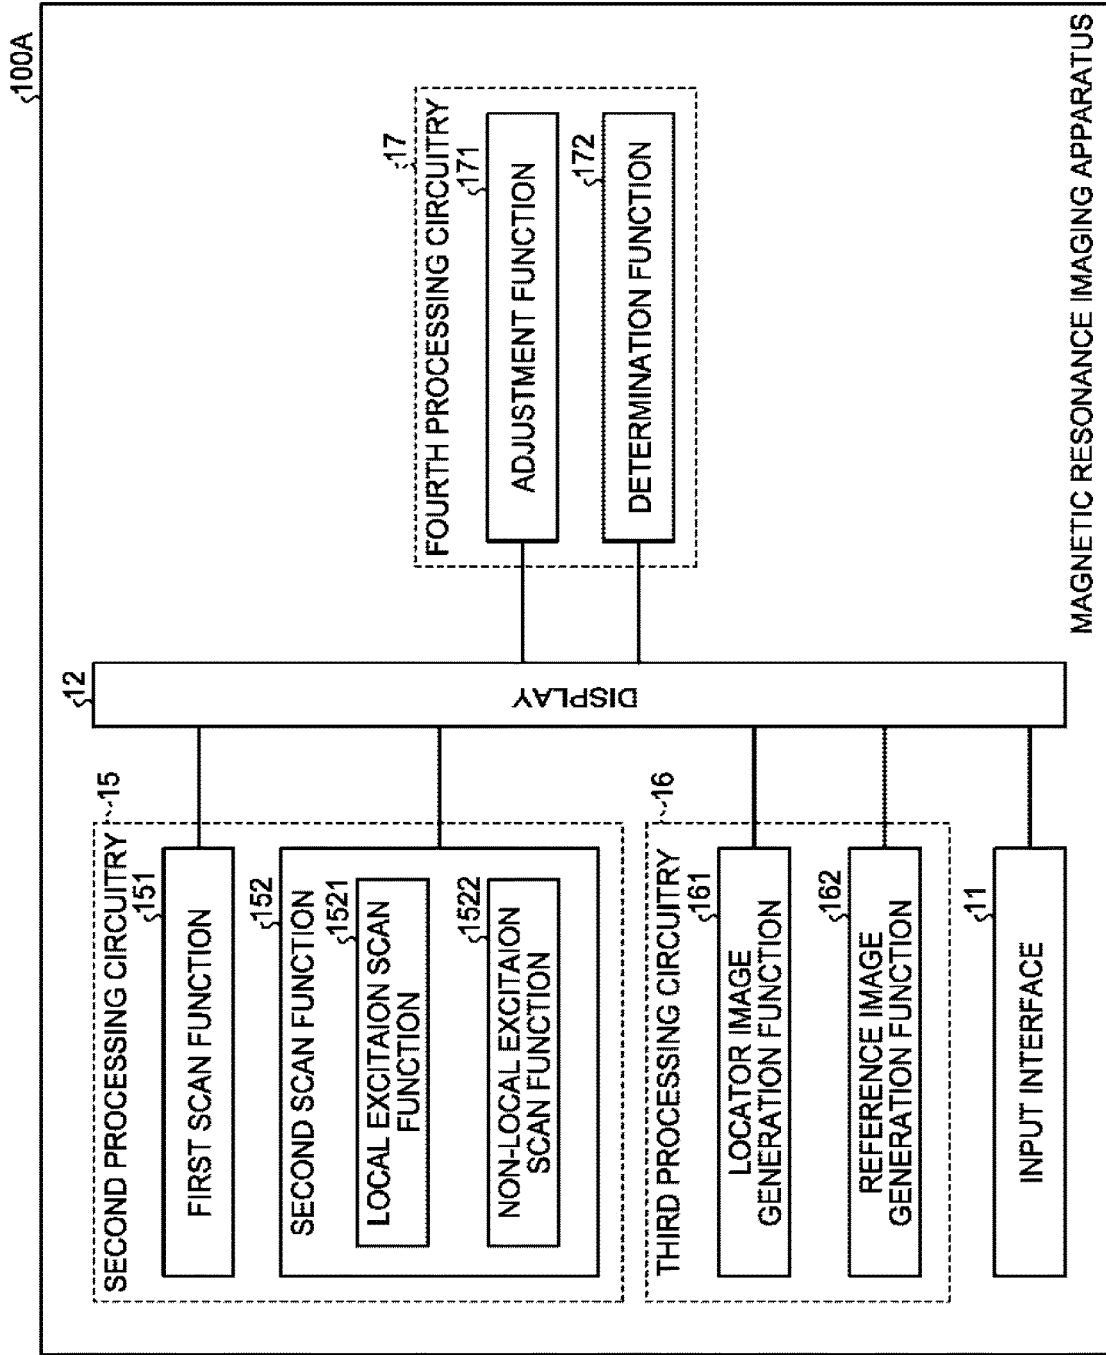 100A
SECOND PROCESSING CIRCUITRY
15
151
FIRST SCAN FUNCTION
152
SECOND SCAN FUNCTION
1521
LOCAL EXCITAION SCAN
FUNCTION
1522
NON-LOCAL EXCITAION
SCAN FUNCTION
THIRD PROCESSING CIRCUITRY
16
161
LOCATOR IMAGE
GENERATION FUNCTION
162
REFERENCE IMAGE
GENERATION FUNCTION
11
INPUT INTERFACE
12
DISPLAY
17
FOURTH PROCESSING CIRCUITRY
171
ADJUSTMENT FUNCTION
172
DETERMINATION FUNCTION
MAGNETIC RESONANCE IMAGING APPARATUS